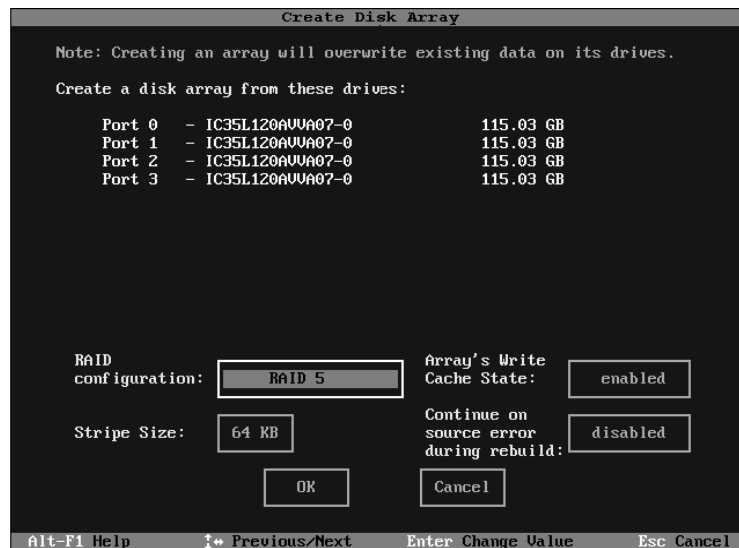 Create Disk Array
Note: Creating an array will overwrite existing data on its drives.
Create a disk array from these drives:
Port 0 - IC35L120AVVA07-0 115.03 GB
Port 1 - IC35L120AVVA07-0 115.03 GB
Port 2 - IC35L120AVVA07-0 115.03 GB
Port 3 - IC35L120AVVA07-0 115.03 GB
RAID
configuration: RAID 5
Array's Write
Cache State: enabled
Stripe Size: 64 KB
Continue on
source error
during rebuild: disabled
OK Cancel
Alt-F1 Help ↕↔ Previous/Next Enter Change Value Esc Cancel